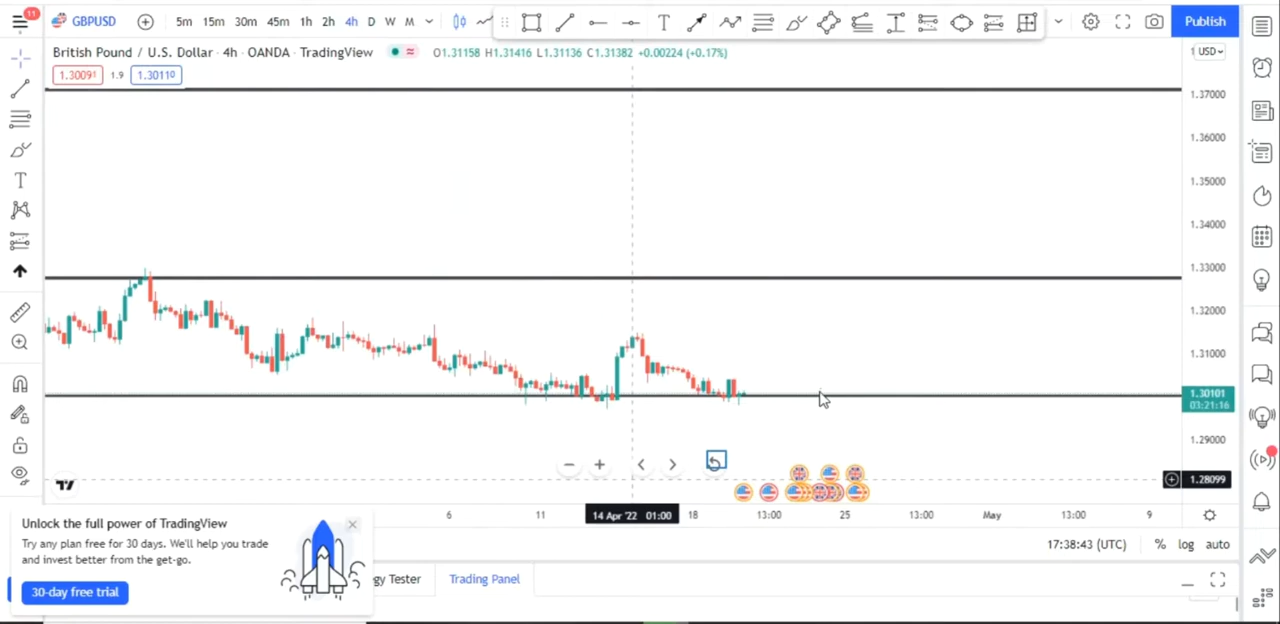 11
GBPUSD
5m 15m 30m 45m 1h 2h 4h D W M
Publish
British Pound / U.S. Dollar · 4h · OANDA · TradingView
O1.31158 H1.31416 L1.31136 C1.31382 +0.00224 (+0.17%)
USD
1.30091 1.9 1.30110
1.37000
1.36000
1.35000
1.34000
1.33000
1.32000
1.31000
1.30101
03:21:16
1.29000
1.28099
6 11 14 Apr '22 01:00 18 13:00 25 13:00 May 13:00 9
Unlock the full power of TradingView
Try any plan free for 30 days. We'll help you trade
and invest better from the get-go.
30-day free trial
17:38:43 (UTC) % log auto
gy Tester Trading Panel